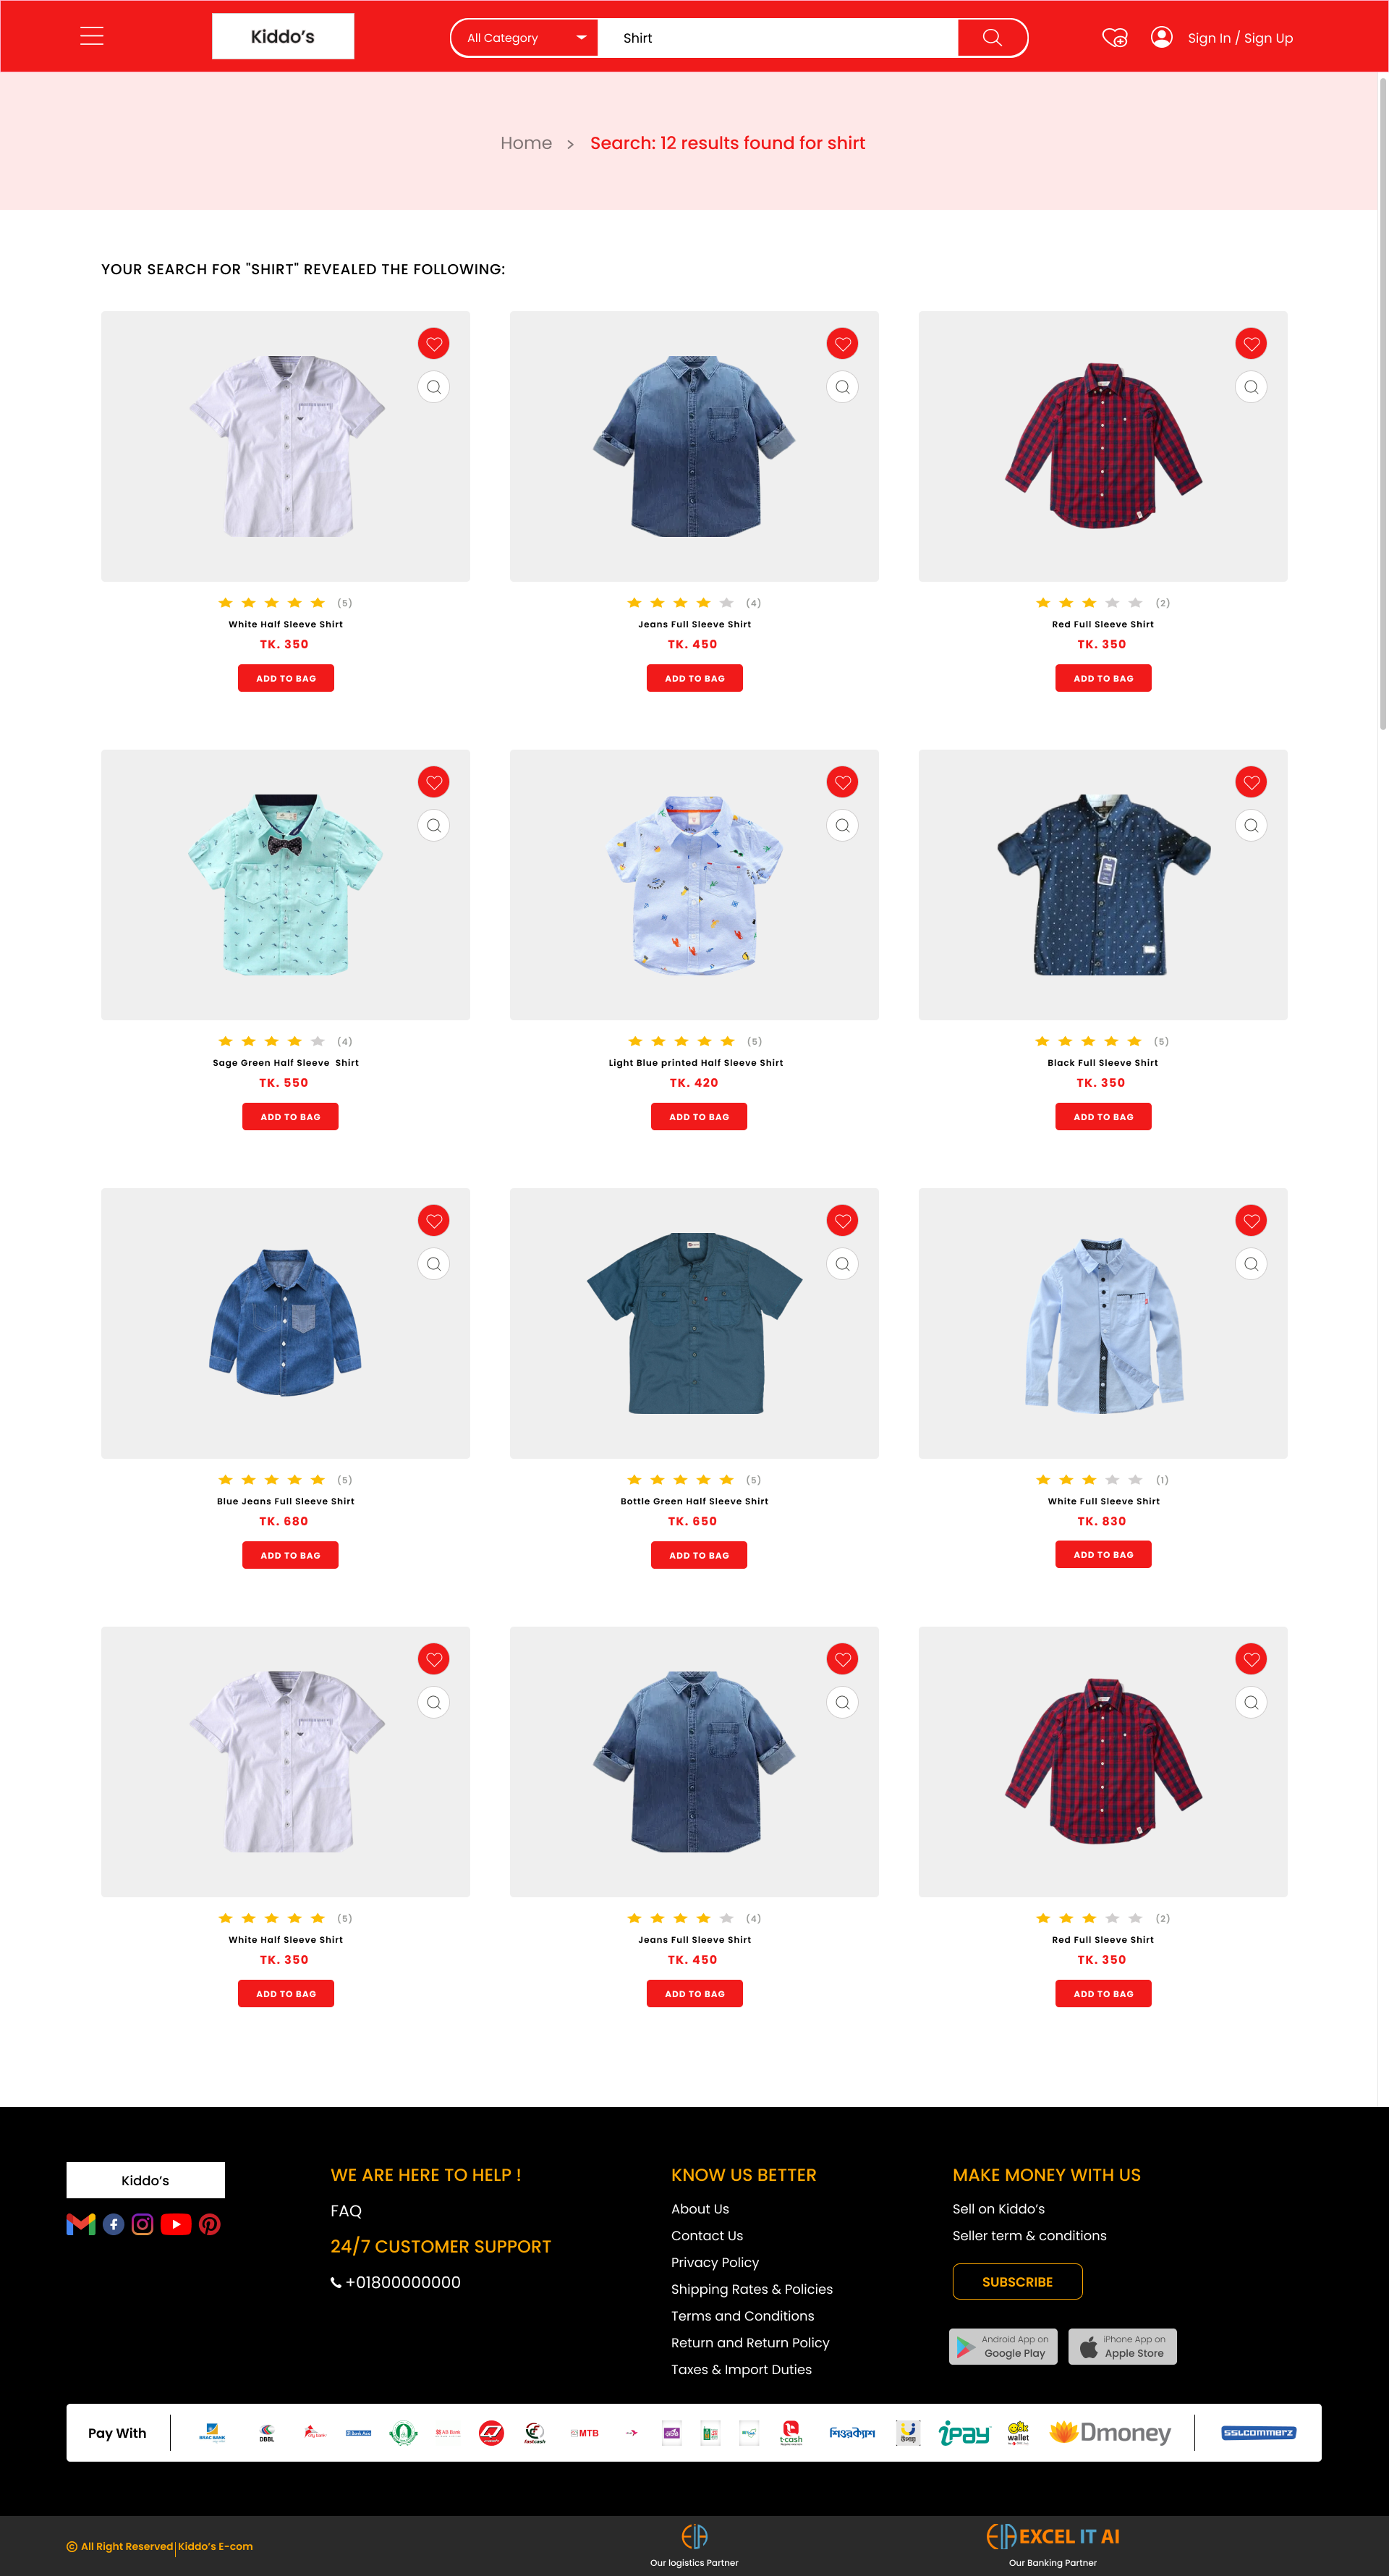 Kiddo's
All Category
Shirt
Sign In / Sign Up
Home > Search: 12 results found for shirt
YOUR SEARCH FOR "SHIRT" REVEALED THE FOLLOWING:
(5)
(4)
(2)
White Half Sleeve Shirt
Jeans Full Sleeve Shirt
Red Full Sleeve Shirt
TK. 350
TK. 450
TK. 350
ADD TO BAG
ADD TO BAG
ADD TO BAG
(4)
(5)
(5)
Sage Green Half Sleeve Shirt
Light Blue printed Half Sleeve Shirt
Black Full Sleeve Shirt
TK. 550
TK. 420
TK. 350
ADD TO BAG
ADD TO BAG
ADD TO BAG
(5)
(5)
(1)
Blue Jeans Full Sleeve Shirt
Bottle Green Half Sleeve Shirt
White Full Sleeve Shirt
TK. 680
TK. 650
TK. 830
ADD TO BAG
ADD TO BAG
ADD TO BAG
(5)
(4)
(2)
White Half Sleeve Shirt
Jeans Full Sleeve Shirt
Red Full Sleeve Shirt
TK. 350
TK. 450
TK. 350
ADD TO BAG
ADD TO BAG
ADD TO BAG
Kiddo's
WE ARE HERE TO HELP !
FAQ
24/7 CUSTOMER SUPPORT
+01800000000
KNOW US BETTER
About Us
Contact Us
Privacy Policy
Shipping Rates & Policies
Terms and Conditions
Return and Return Policy
Taxes & Import Duties
MAKE MONEY WITH US
Sell on Kiddo's
Seller term & conditions
SUBSCRIBE
Android App on
Google Play
iPhone App on
Apple Store
Pay With
BRAC BANK
DBBL
Bank Asia
AB Bank
fastcash
MTB
t-cash
শিওরক্যাশ
Upay
iPay
wallet
Dmoney
SSLCOMMERZ
© All Right Reserved | Kiddo's E-com
Our logistics Partner
EXCEL IT AI
Our Banking Partner